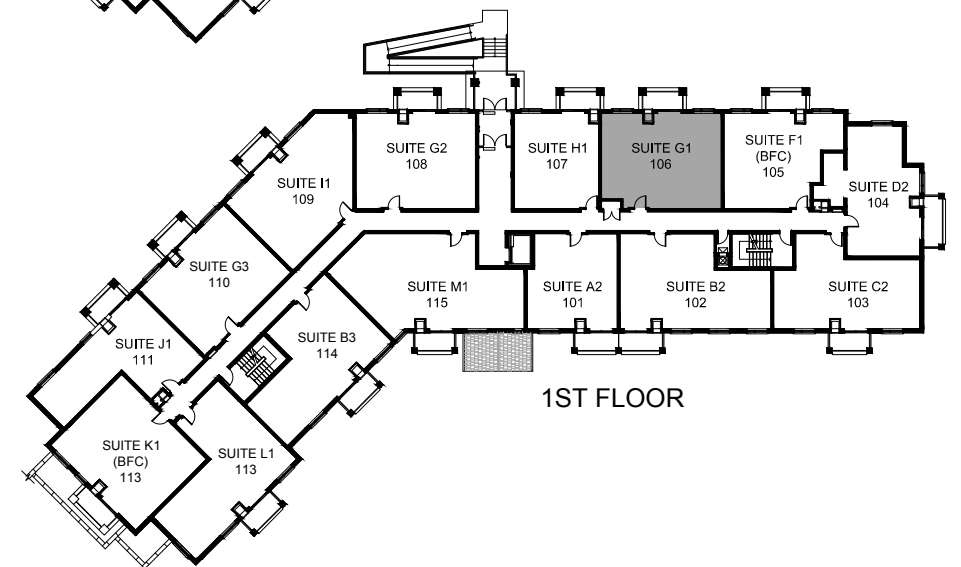 SUITE G2
108
SUITE H1
107
SUITE G1
106
SUITE F1
(BFC)
105
SUITE D2
104
SUITE I1
109
SUITE G3
110
SUITE M1
115
SUITE A2
101
SUITE B2
102
SUITE C2
103
SUITE J1
111
SUITE B3
114
1ST FLOOR
SUITE K1
(BFC)
113
SUITE L1
113